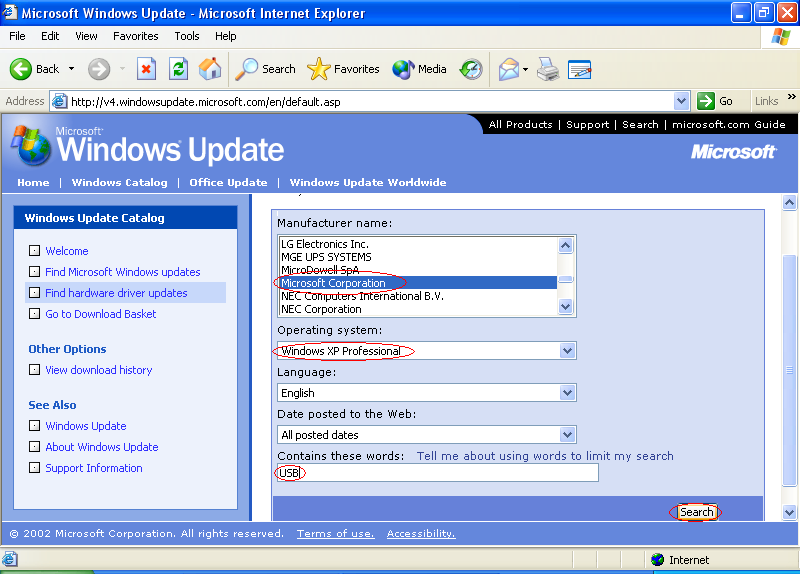 Microsoft Windows Update - Microsoft Internet Explorer
File Edit View Favorites Tools Help
Back Search Favorites Media
Address http://v4.windowsupdate.microsoft.com/en/default.asp Go Links »
All Products | Support | Search | microsoft.com Guide
Microsoft
Windows Update
Microsoft
Home | Windows Catalog | Office Update | Windows Update Worldwide
Windows Update Catalog
Welcome
Find Microsoft Windows updates
Find hardware driver updates
Go to Download Basket
Other Options
View download history
See Also
Windows Update
About Windows Update
Support Information
Manufacturer name:
LG Electronics Inc.
MGE UPS SYSTEMS
MicroDowell SpA
Microsoft Corporation
NEC Computers International B.V.
NEC Corporation
Operating system:
Windows XP Professional
Language:
English
Date posted to the Web:
All posted dates
Contains these words: Tell me about using words to limit my search
USB
Search
© 2002 Microsoft Corporation. All rights reserved. Terms of use. Accessibility.
Internet